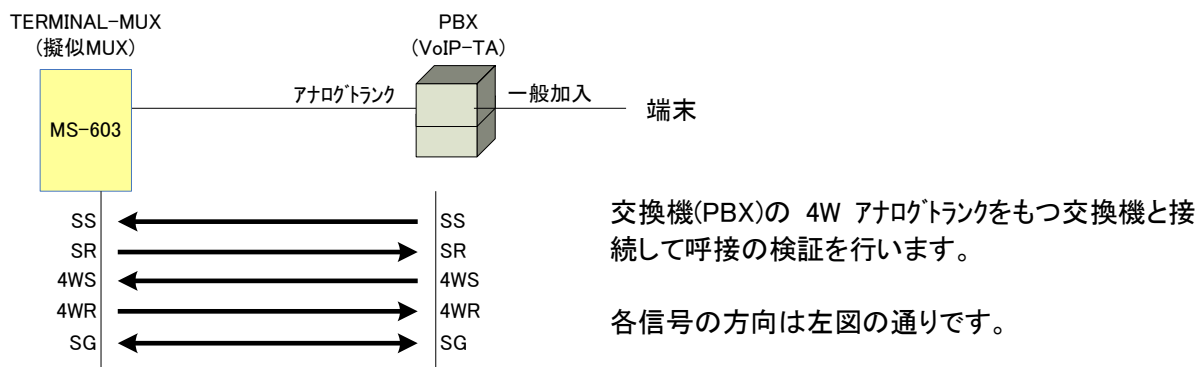 TERMINAL-MUX
(擬似MUX)
PBX
(VoIP-TA)
MS-603
アナログトランク
一般加入
端末
SS
SS
SR
SR
4WS
4WS
4WR
4WR
SG
SG
交換機(PBX)の 4W アナログトランクをもつ交換機と接
続して呼接の検証を行います。
各信号の方向は左図の通りです。